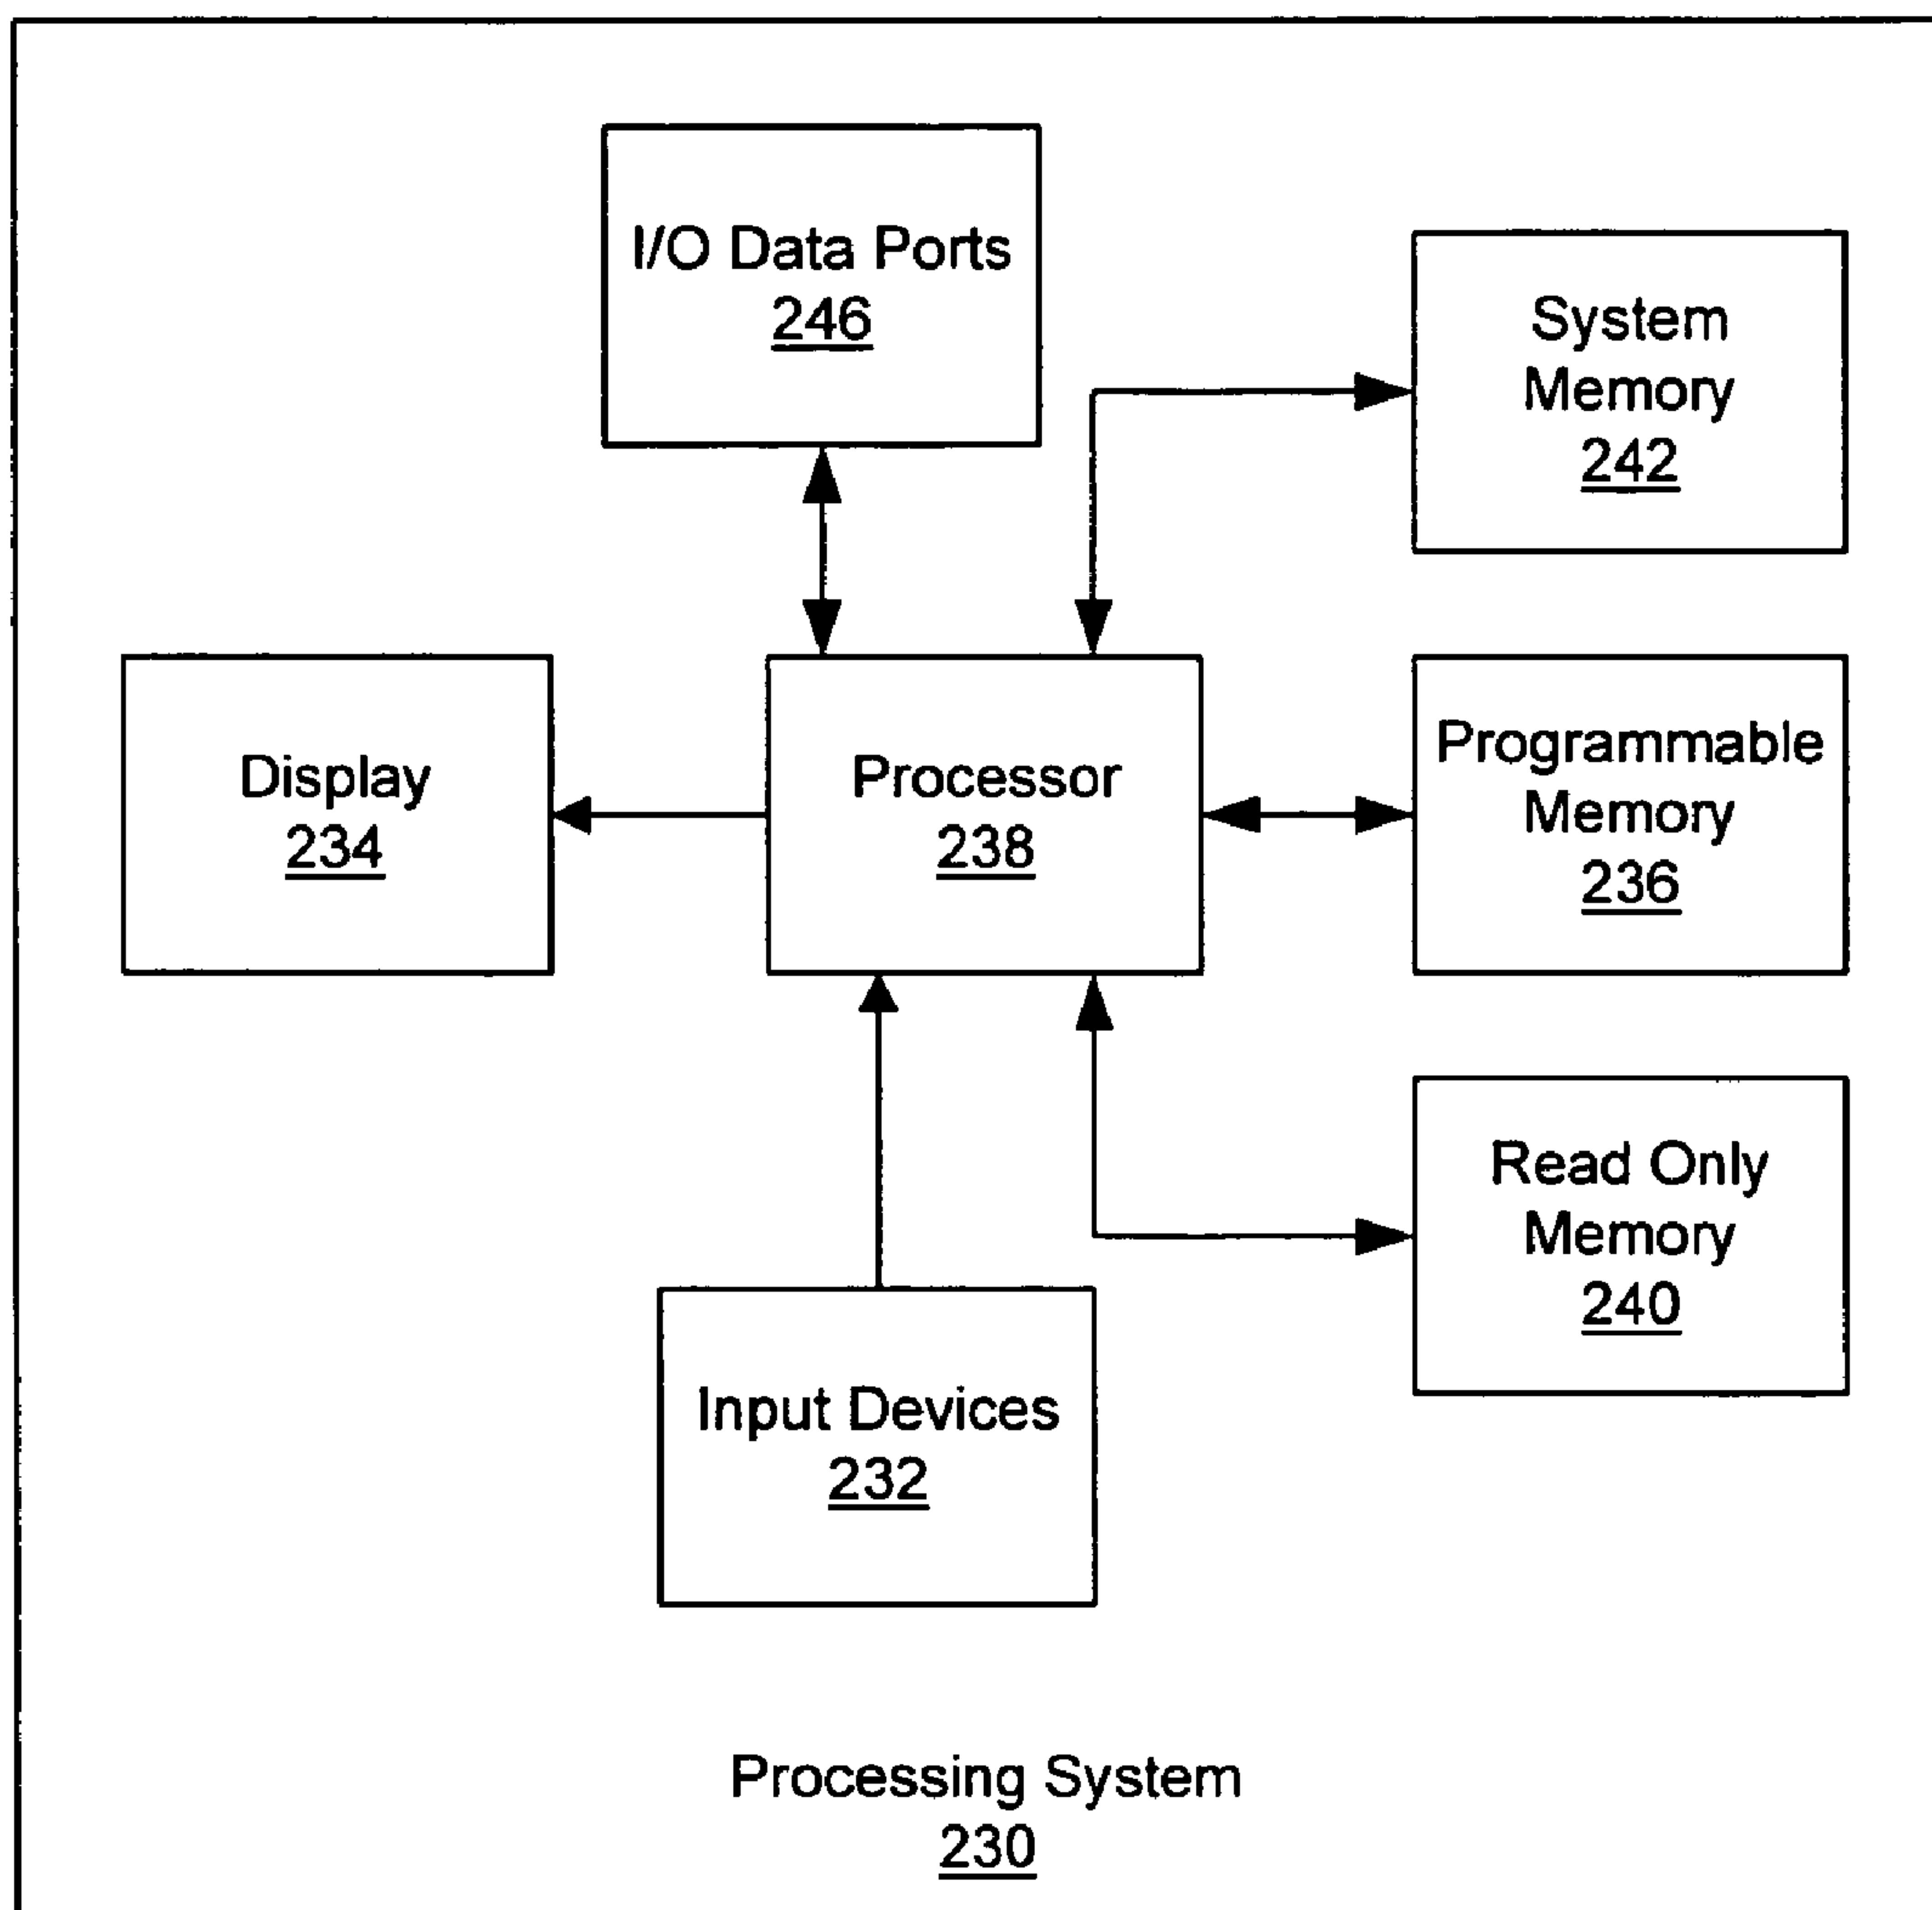 I/O Data Ports
246
System
Memory
242
Display
234
Processor
238
Programmable
Memory
236
Read Only
Memory
240
Input Devices
232
Processing System
230